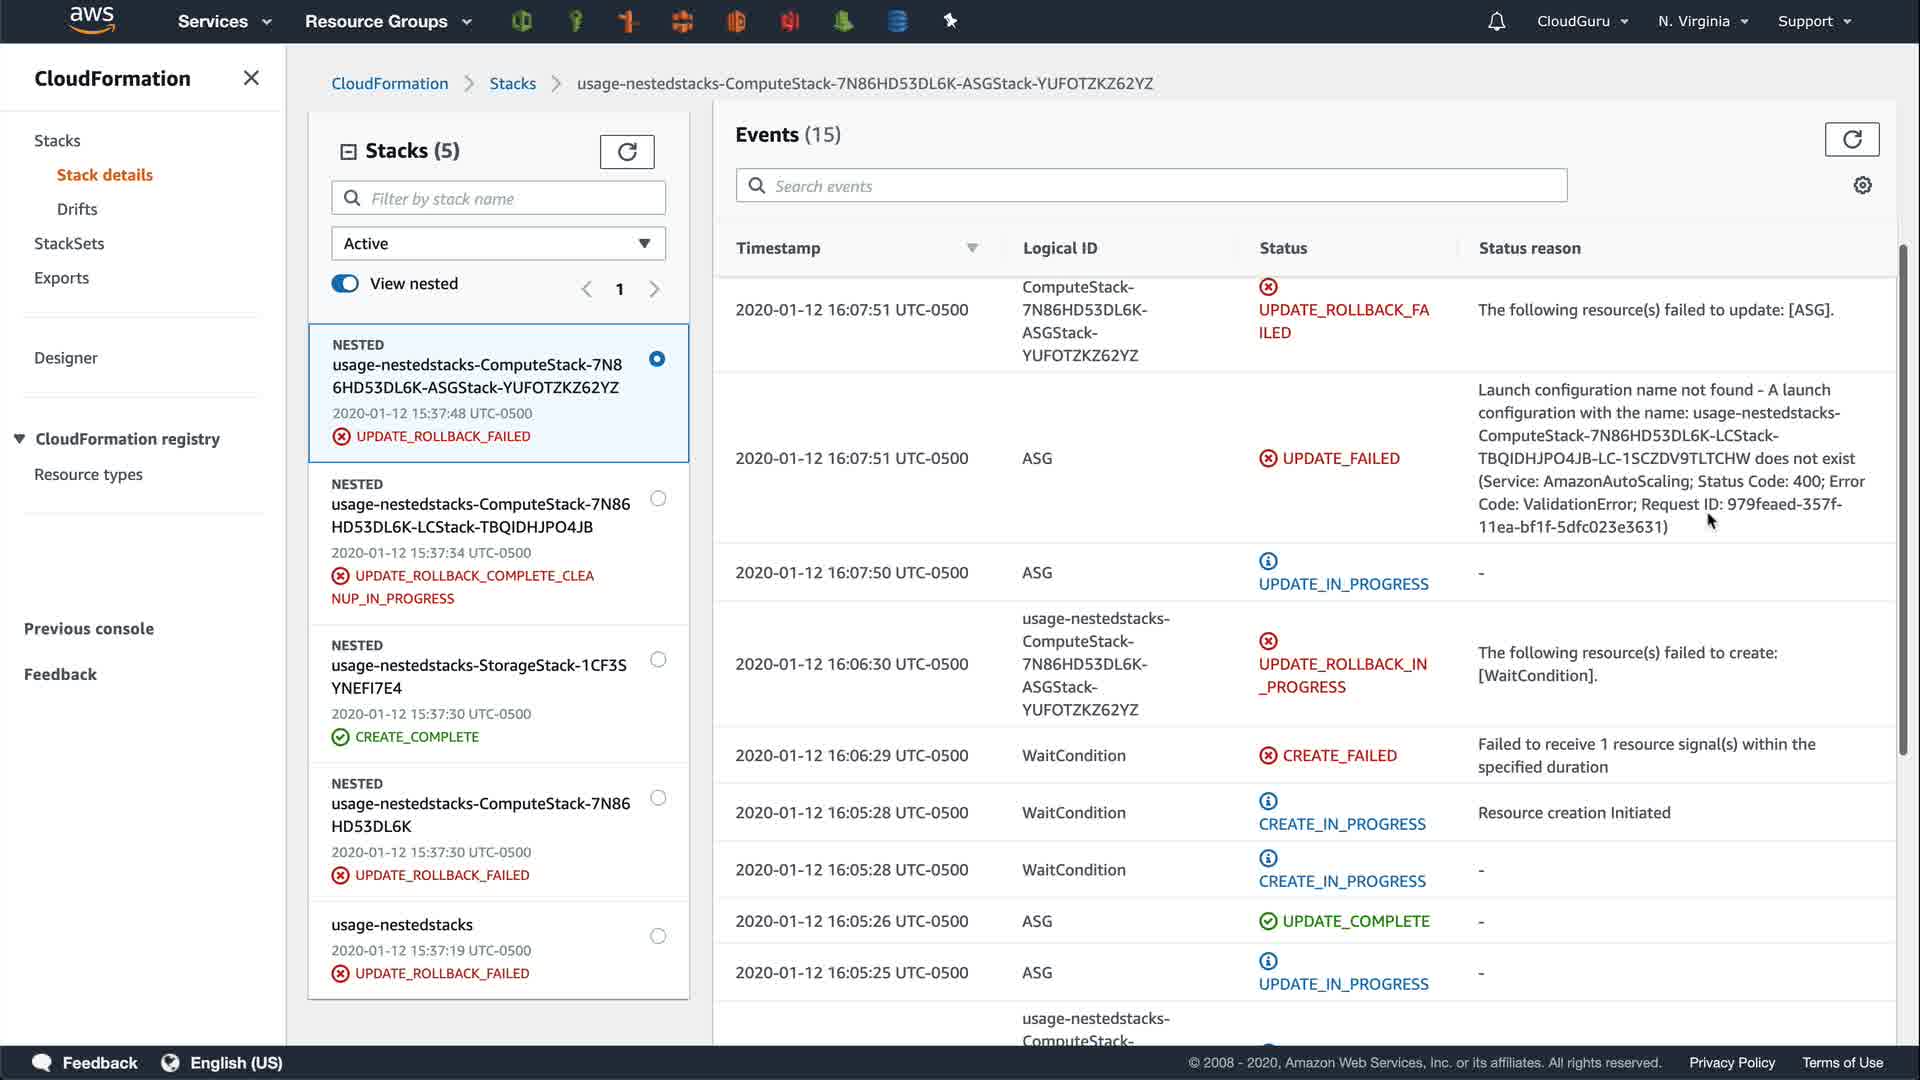 aws
Services
Resource Groups
CloudGuru
N. Virginia
Support
CloudFormation
Stacks
Stack details
Drifts
StackSets
Exports
Designer
CloudFormation registry
Resource types
Previous console
Feedback
CloudFormation
Stacks
usage-nestedstacks-ComputeStack-7N86HD53DL6K-ASGStack-YUFOTZKZ62YZ
Stacks (5)
Filter by stack name
Active
View nested
1
NESTED
usage-nestedstacks-ComputeStack-7N8
6HD53DL6K-ASGStack-YUFOTZKZ62YZ
2020-01-12 15:37:48 UTC-0500
UPDATE_ROLLBACK_FAILED
NESTED
usage-nestedstacks-ComputeStack-7N86
HD53DL6K-LCStack-TBQIDHJPO4JB
2020-01-12 15:37:34 UTC-0500
UPDATE_ROLLBACK_COMPLETE_CLEA
NUP_IN_PROGRESS
NESTED
usage-nestedstacks-StorageStack-1CF3S
YNEFI7E4
2020-01-12 15:37:30 UTC-0500
CREATE_COMPLETE
NESTED
usage-nestedstacks-ComputeStack-7N86
HD53DL6K
2020-01-12 15:37:30 UTC-0500
UPDATE_ROLLBACK_FAILED
usage-nestedstacks
2020-01-12 15:37:19 UTC-0500
UPDATE_ROLLBACK_FAILED
Events (15)
Search events
Timestamp
Logical ID
Status
Status reason
2020-01-12 16:07:51 UTC-0500
ComputeStack-
7N86HD53DL6K-
ASGStack-
YUFOTZKZ62YZ
UPDATE_ROLLBACK_FA
ILED
The following resource(s) failed to update: [ASG].
2020-01-12 16:07:51 UTC-0500
ASG
UPDATE_FAILED
Launch configuration name not found - A launch
configuration with the name: usage-nestedstacks-
ComputeStack-7N86HD53DL6K-LCStack-
TBQIDHJPO4JB-LC-1SCZDV9TLTCHW does not exist
(Service: AmazonAutoScaling; Status Code: 400; Error
Code: ValidationError; Request ID: 979feaed-357f-
11ea-bf1f-5dfc023e3631)
2020-01-12 16:07:50 UTC-0500
ASG
UPDATE_IN_PROGRESS
-
2020-01-12 16:06:30 UTC-0500
usage-nestedstacks-
ComputeStack-
7N86HD53DL6K-
ASGStack-
YUFOTZKZ62YZ
UPDATE_ROLLBACK_IN
_PROGRESS
The following resource(s) failed to create:
[WaitCondition].
2020-01-12 16:06:29 UTC-0500
WaitCondition
CREATE_FAILED
Failed to receive 1 resource signal(s) within the
specified duration
2020-01-12 16:05:28 UTC-0500
WaitCondition
CREATE_IN_PROGRESS
Resource creation Initiated
2020-01-12 16:05:28 UTC-0500
WaitCondition
CREATE_IN_PROGRESS
-
2020-01-12 16:05:26 UTC-0500
ASG
UPDATE_COMPLETE
-
2020-01-12 16:05:25 UTC-0500
ASG
UPDATE_IN_PROGRESS
-
usage-nestedstacks-
ComputeStack-
Feedback
English (US)
© 2008 - 2020, Amazon Web Services, Inc. or its affiliates. All rights reserved.
Privacy Policy
Terms of Use